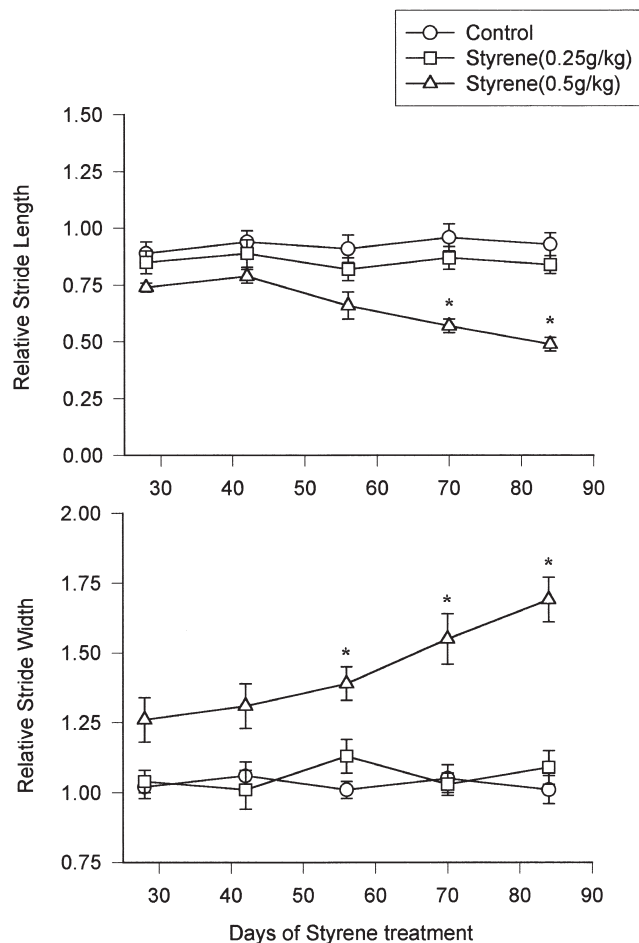 Control
Styrene(0.25g/kg)
Styrene(0.5g/kg)
1.50
1.25
1.00
0.75
0.50
0.25
0.00
Relative Stride Length
*
*
30 40 50 60 70 80 90
2.00
1.75
1.50
1.25
1.00
0.75
Relative Stride Width
*
*
*
30 40 50 60 70 80 90
Days of Styrene treatment